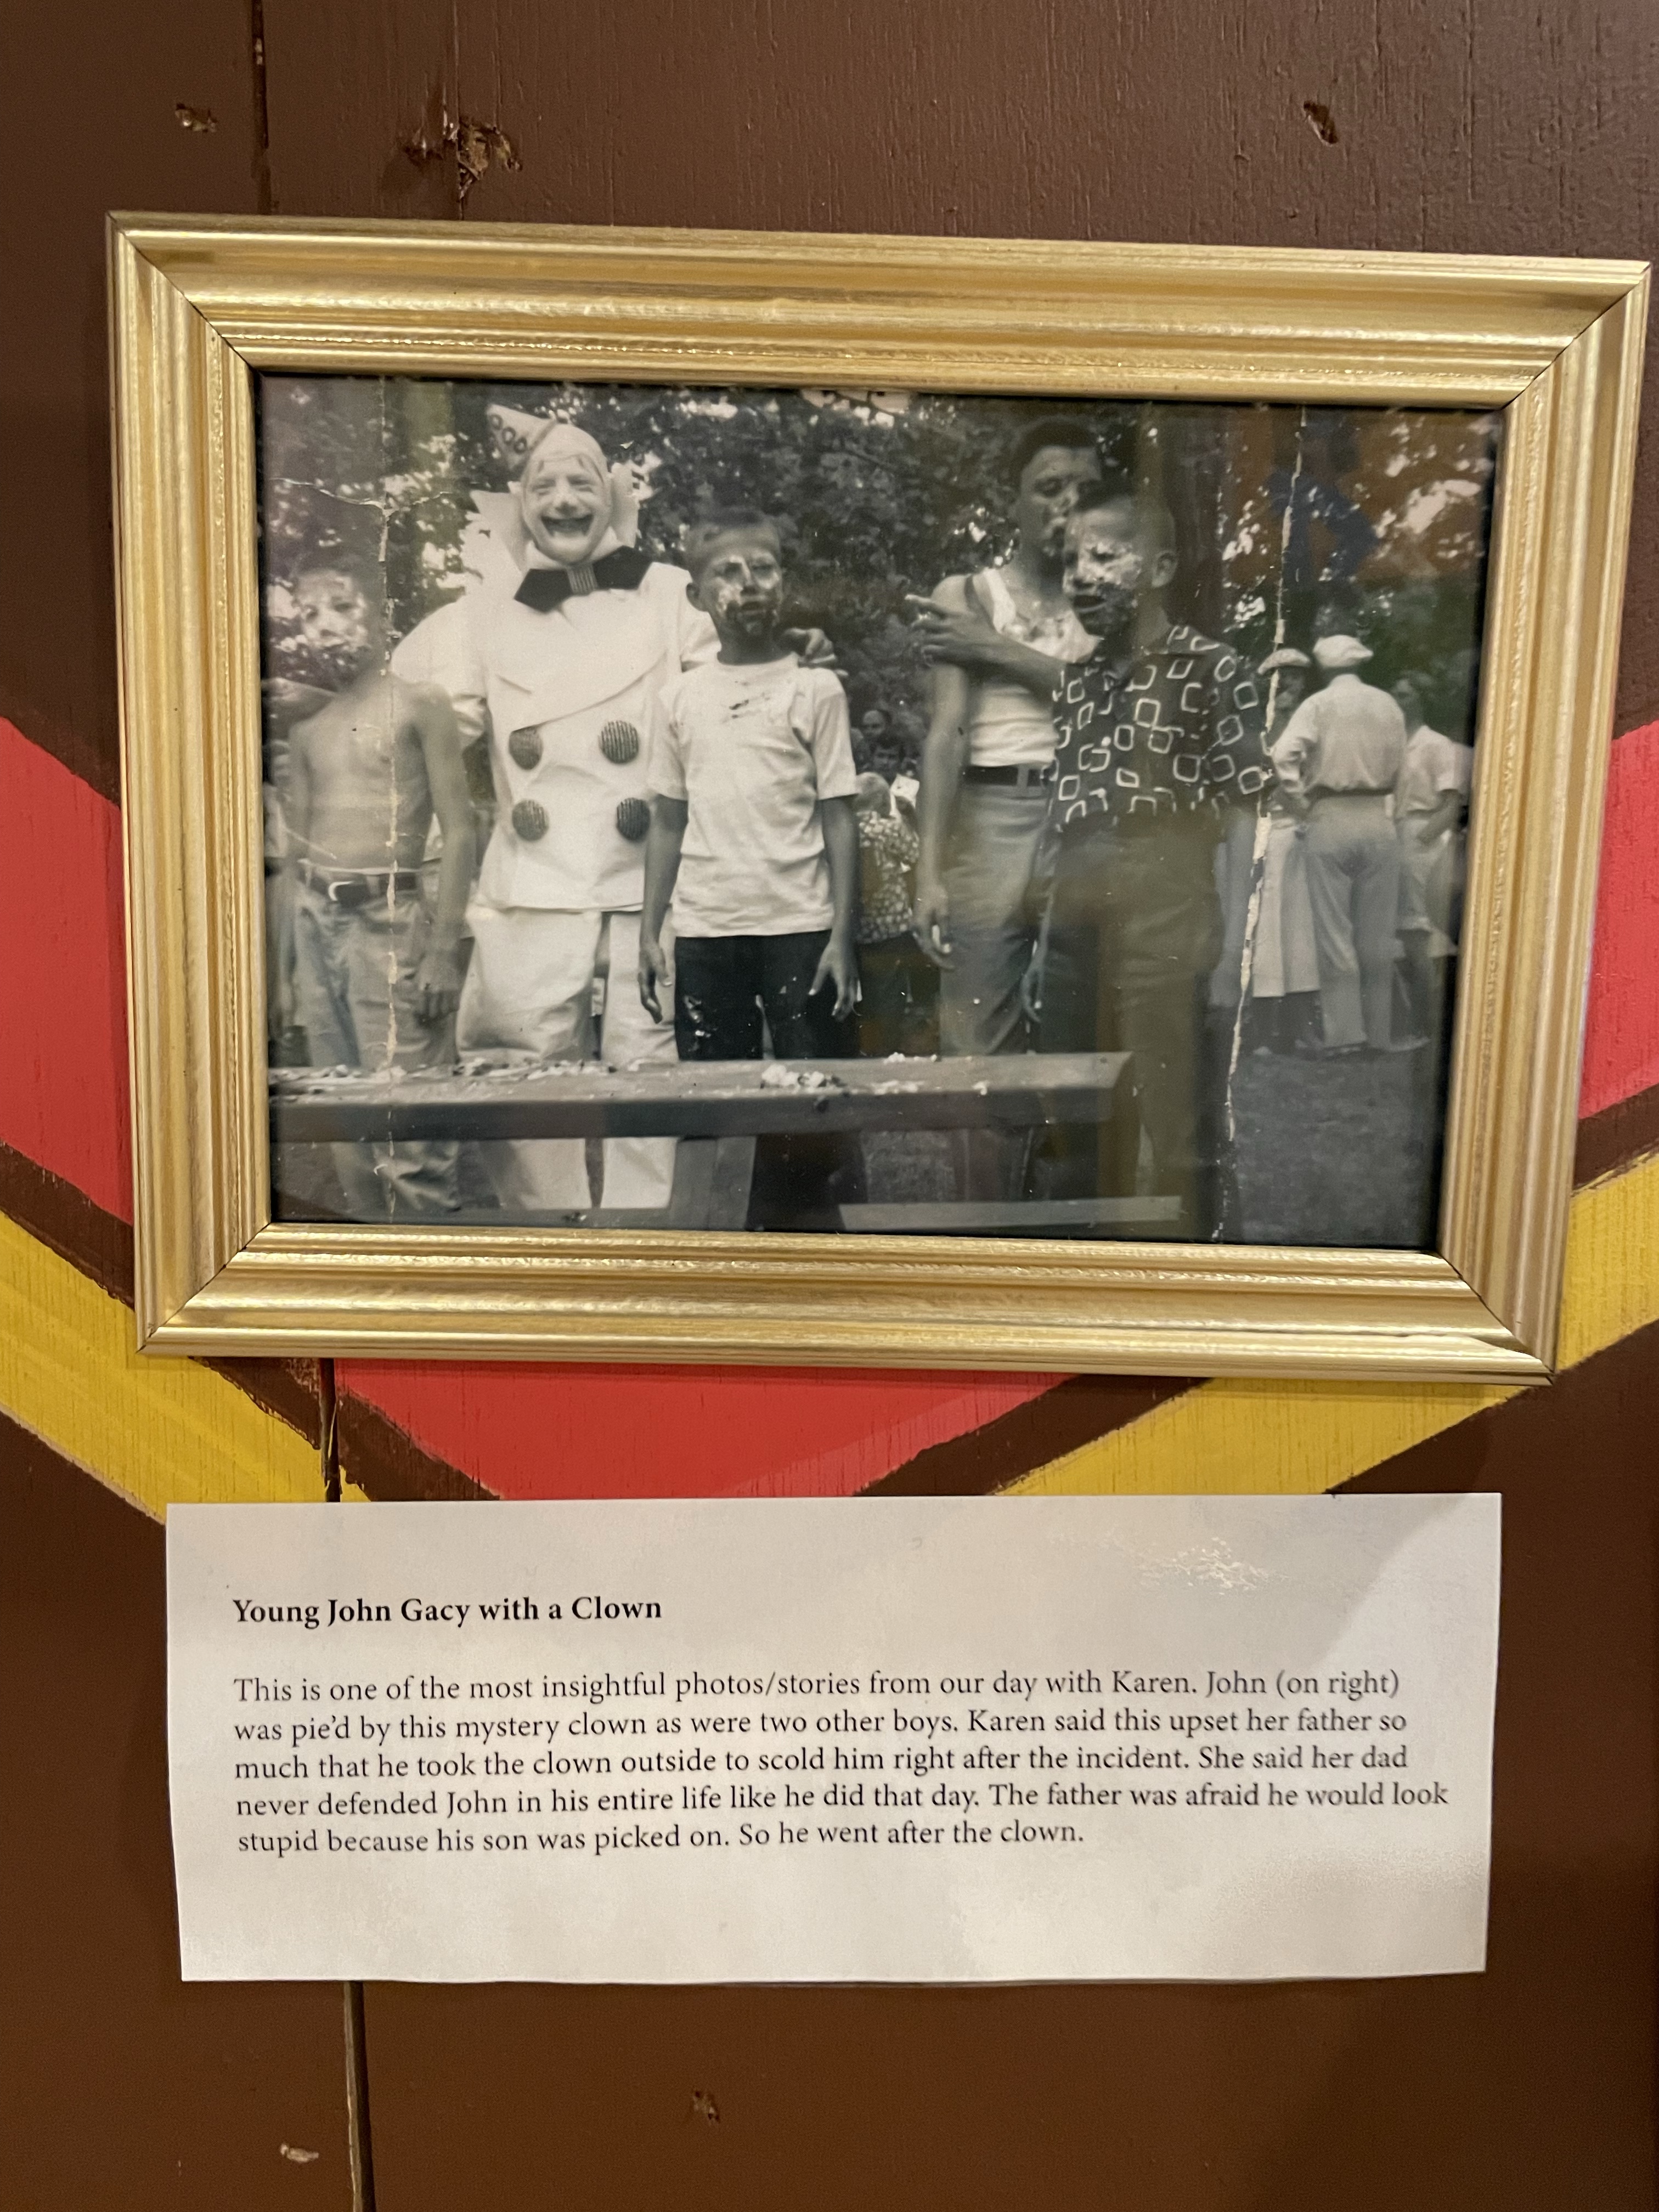 Young John Gacy with a Clown
This is one of the most insightful photos/stories from our day with Karen. John (on right)
was pie’d by this mystery clown as were two other boys. Karen said this upset her father so
much that he took the clown outside to scold him right after the incident. She said her dad
never defended John in his entire life like he did that day. The father was afraid he would look
stupid because his son was picked on. So he went after the clown.